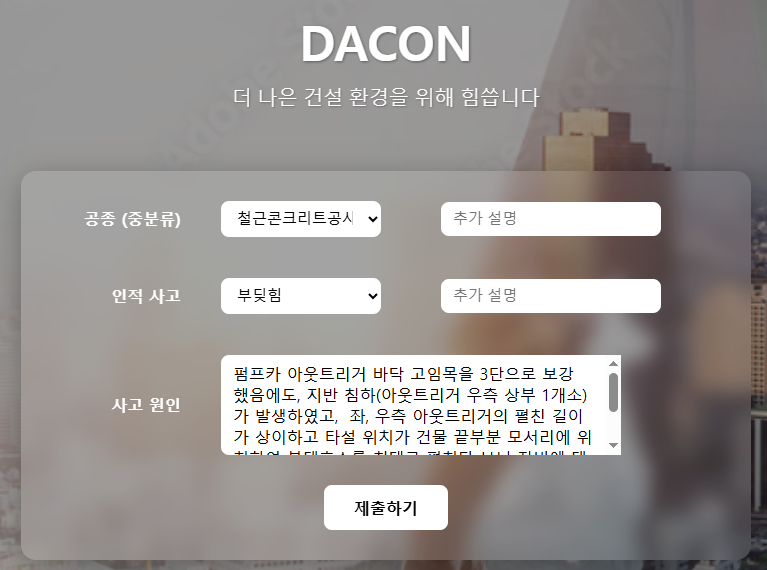 DACON
더 나은 건설 환경을 위해 힘씁니다
공종 (중분류) 철근콘크리트공사 추가 설명
인적 사고 부딪힘 추가 설명
사고 원인
펌프카 아웃트리거 바닥 고임목을 3단으로 보강
했음에도, 지반 침하(아웃트리거 우측 상부 1개소)
가 발생하였고,  좌, 우측 아웃트리거의 펼친 길이
가 상이하고 타설 위치가 건물 끝부분 모서리에 위
제출하기